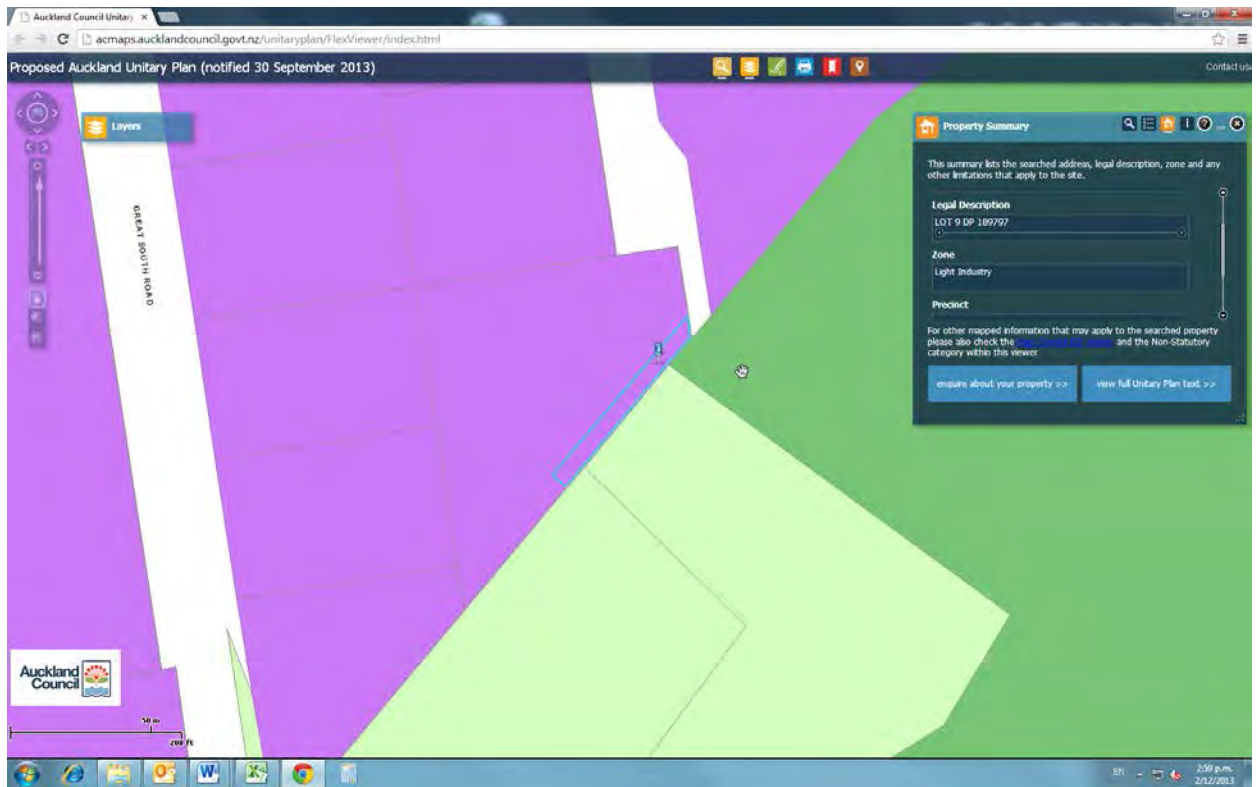 Auckland Council Unitary
acmaps.aucklandcouncil.govt.nz/unitaryplan/FlexViewer/index.html
Proposed Auckland Unitary Plan (notified 30 September 2013)
Contact us
Layers
GREAT SOUTH ROAD
1
Property Summary
This summary lists the searched address, legal description, zone and any
other limitations that apply to the site.
Legal Description
LOT 9 DP 189797
Zone
Light Industry
Precinct
For other mapped information that may apply to the searched property
please also check the
and the Non-Statutory
category within this viewer
enquire about your property >>
view full Unitary Plan text >>
Auckland
Council
50 m
200 ft
EN
2:59 p.m.
2/12/2013